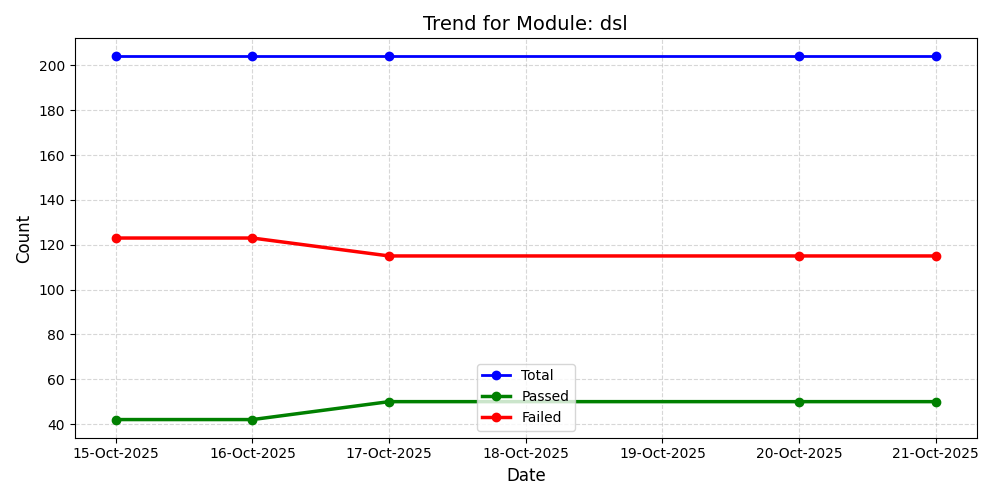 Trend for Module: dsl
Count
200
180
160
140
120
100
80
60
40
Total
Passed
Failed
15-Oct-2025 16-Oct-2025 17-Oct-2025 18-Oct-2025 19-Oct-2025 20-Oct-2025 21-Oct-2025
Date